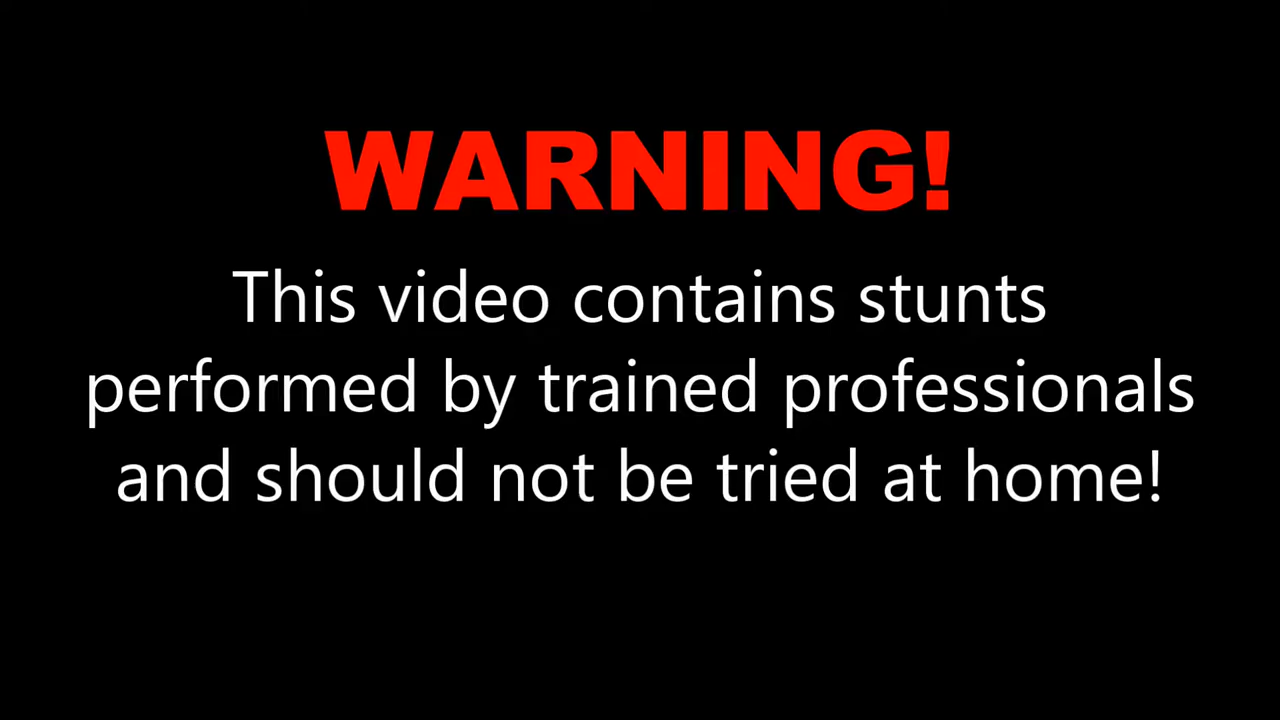 WARNING!
This video contains stunts
performed by trained professionals
and should not be tried at home!